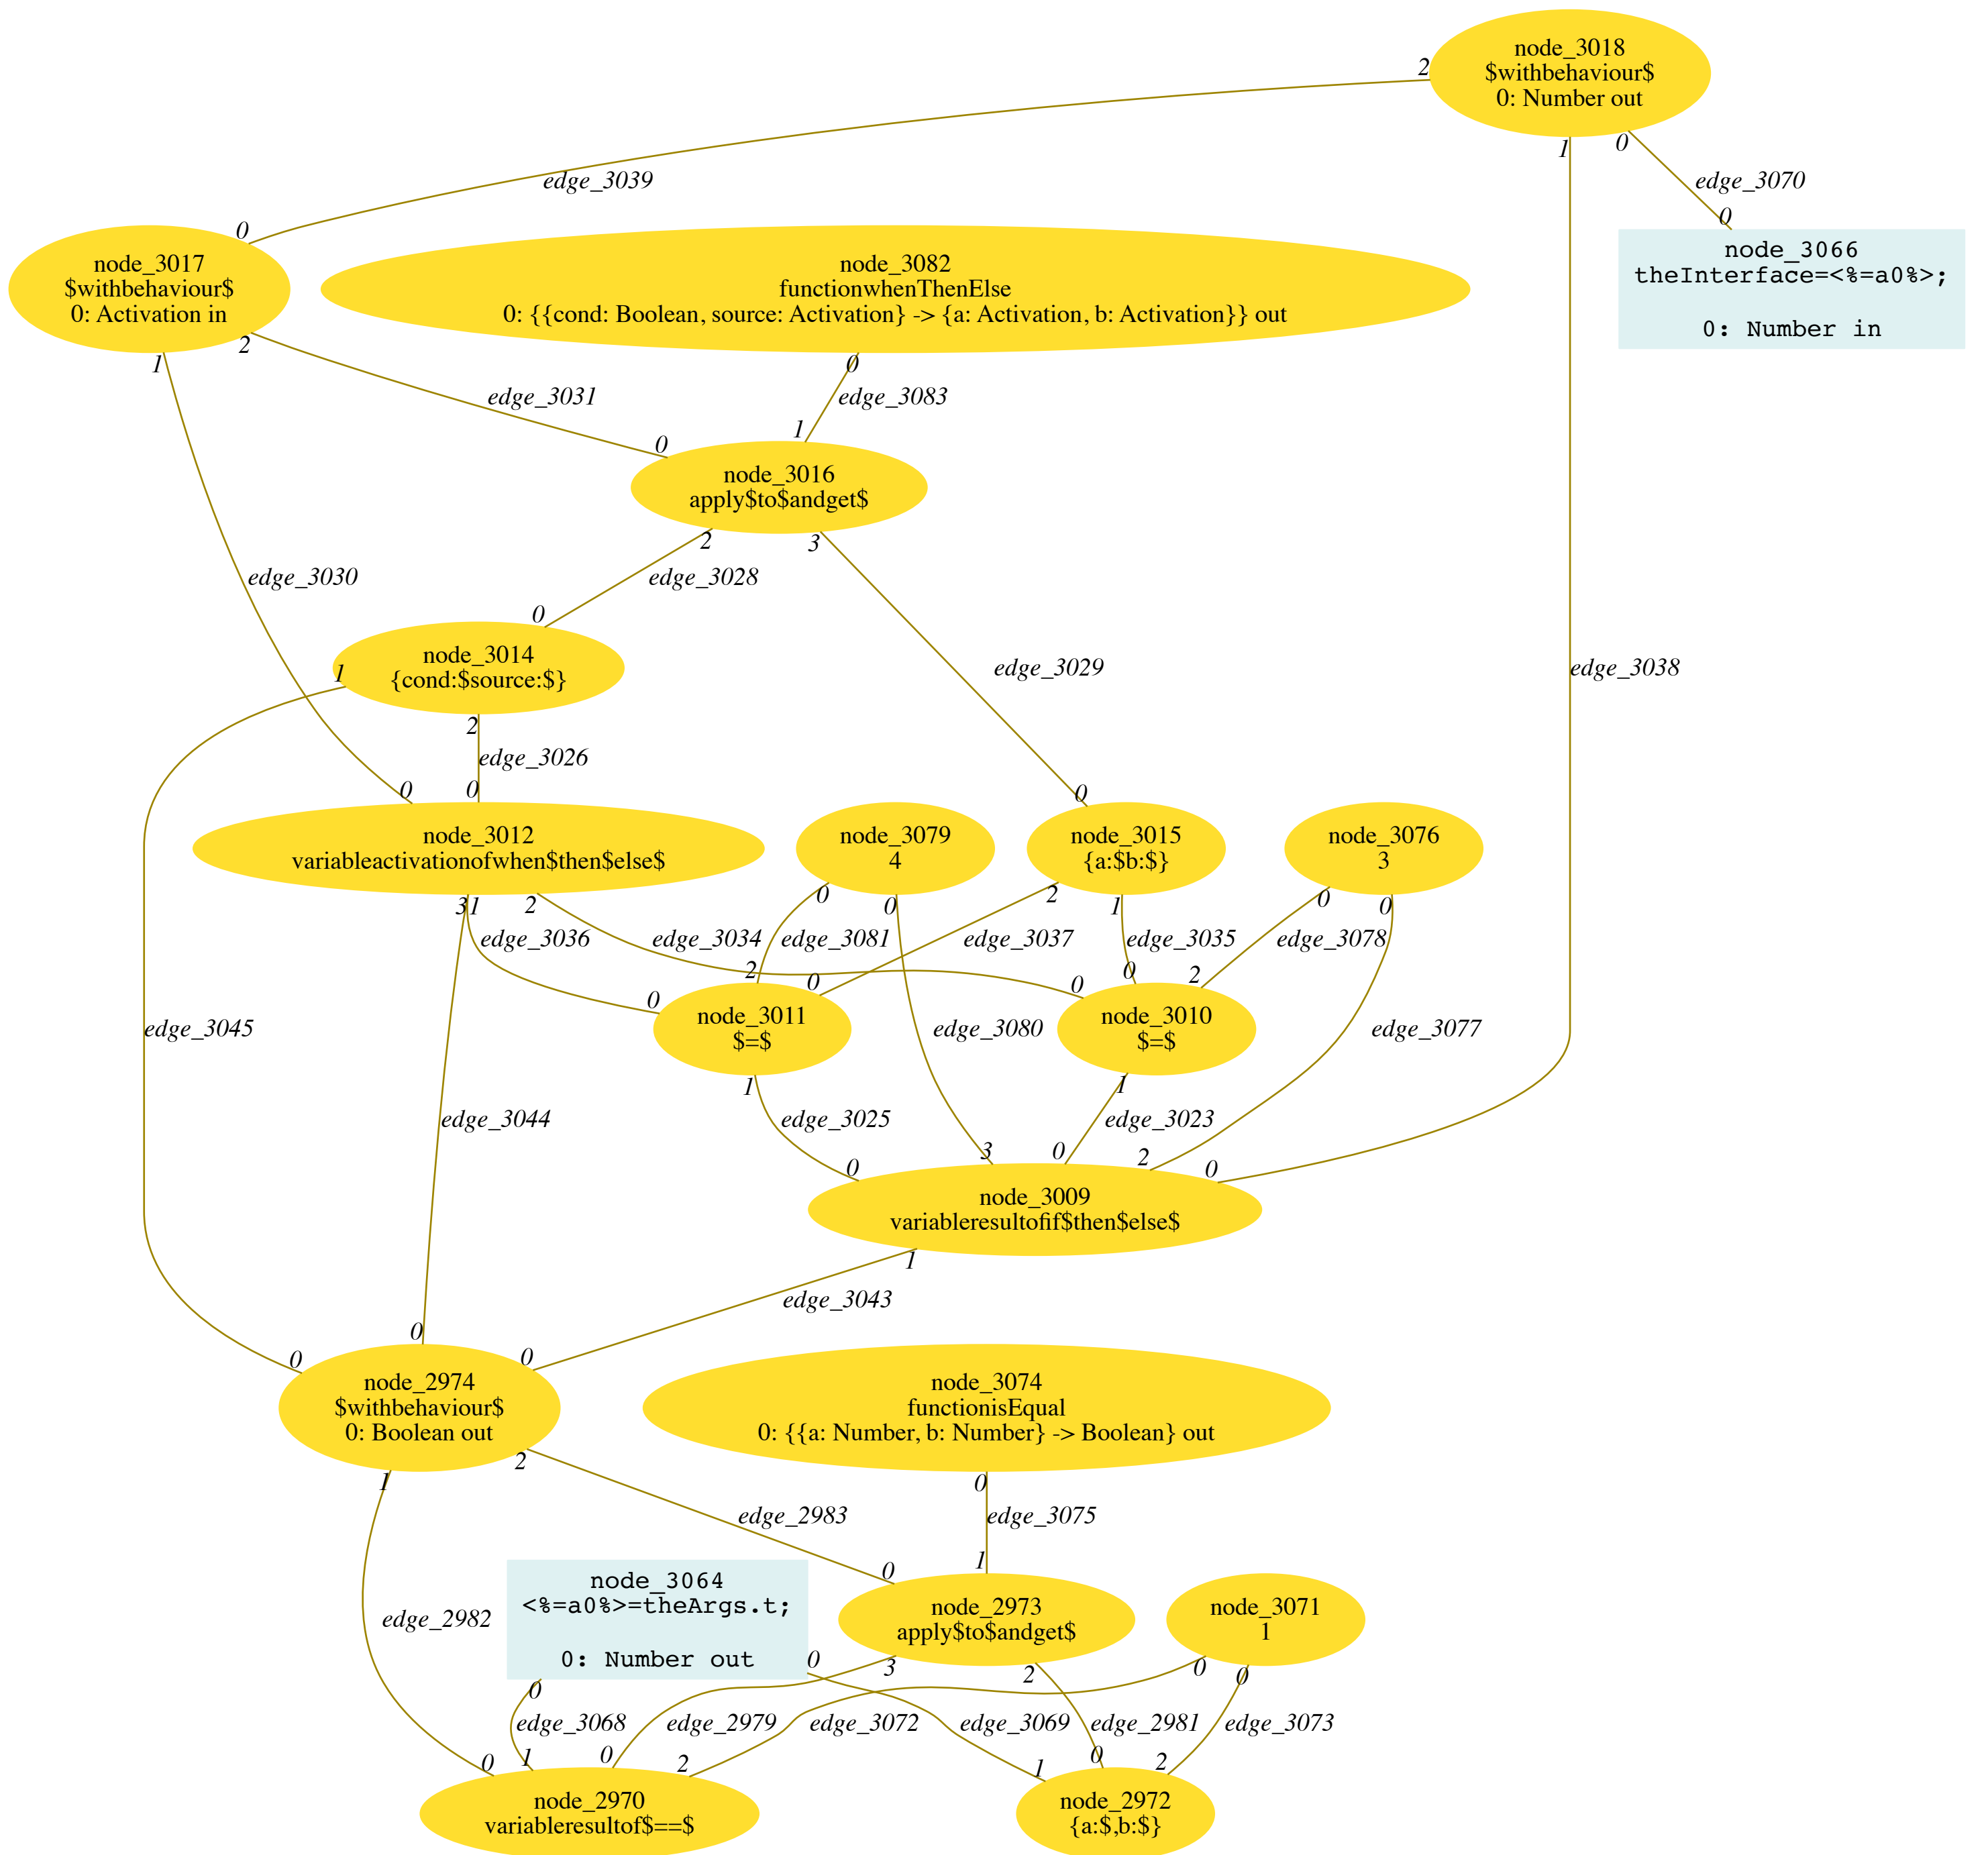 node_3018
$withbehaviour$
0: Number out
2
1
0
edge_3039
edge_3070
0
0
node_3017
$withbehaviour$
0: Activation in
node_3082
functionwhenThenElse
0: {{cond: Boolean, source: Activation} -> {a: Activation, b: Activation}} out
node_3066
theInterface=<%=a0%>;
0: Number in
2
1
0
edge_3031
edge_3083
0
1
node_3016
apply$to$andget$
2
3
edge_3030
edge_3028
0
node_3014
{cond:$source:$}
1
edge_3029
edge_3038
2
edge_3026
0
0
0
node_3012
variableactivationofwhen$then$else$
node_3079
4
node_3015
{a:$b:$}
node_3076
3
3
1
2
0
0
2
1
0
0
edge_3036
edge_3034
edge_3081
edge_3037
edge_3035
edge_3078
2
0
0
0
0
2
node_3011
$=$
node_3010
$=$
edge_3045
edge_3080
edge_3077
1
1
edge_3044
edge_3025
edge_3023
0
3
0
2
0
node_3009
variableresultofif$then$else$
1
edge_3043
0
0
0
node_2974
$withbehaviour$
0: Boolean out
node_3074
functionisEqual
0: {{a: Number, b: Number} -> Boolean} out
1
2
0
edge_2983
edge_3075
0
1
node_3064
<%=a0%>=theArgs.t;
0: Number out
node_2973
apply$to$andget$
node_3071
1
edge_2982
0
0
3
2
0
0
edge_3068
edge_2979
edge_3072
edge_3069
edge_2981
edge_3073
0
1
0
2
1
0
2
node_2970
variableresultof$==$
node_2972
{a:$,b:$}